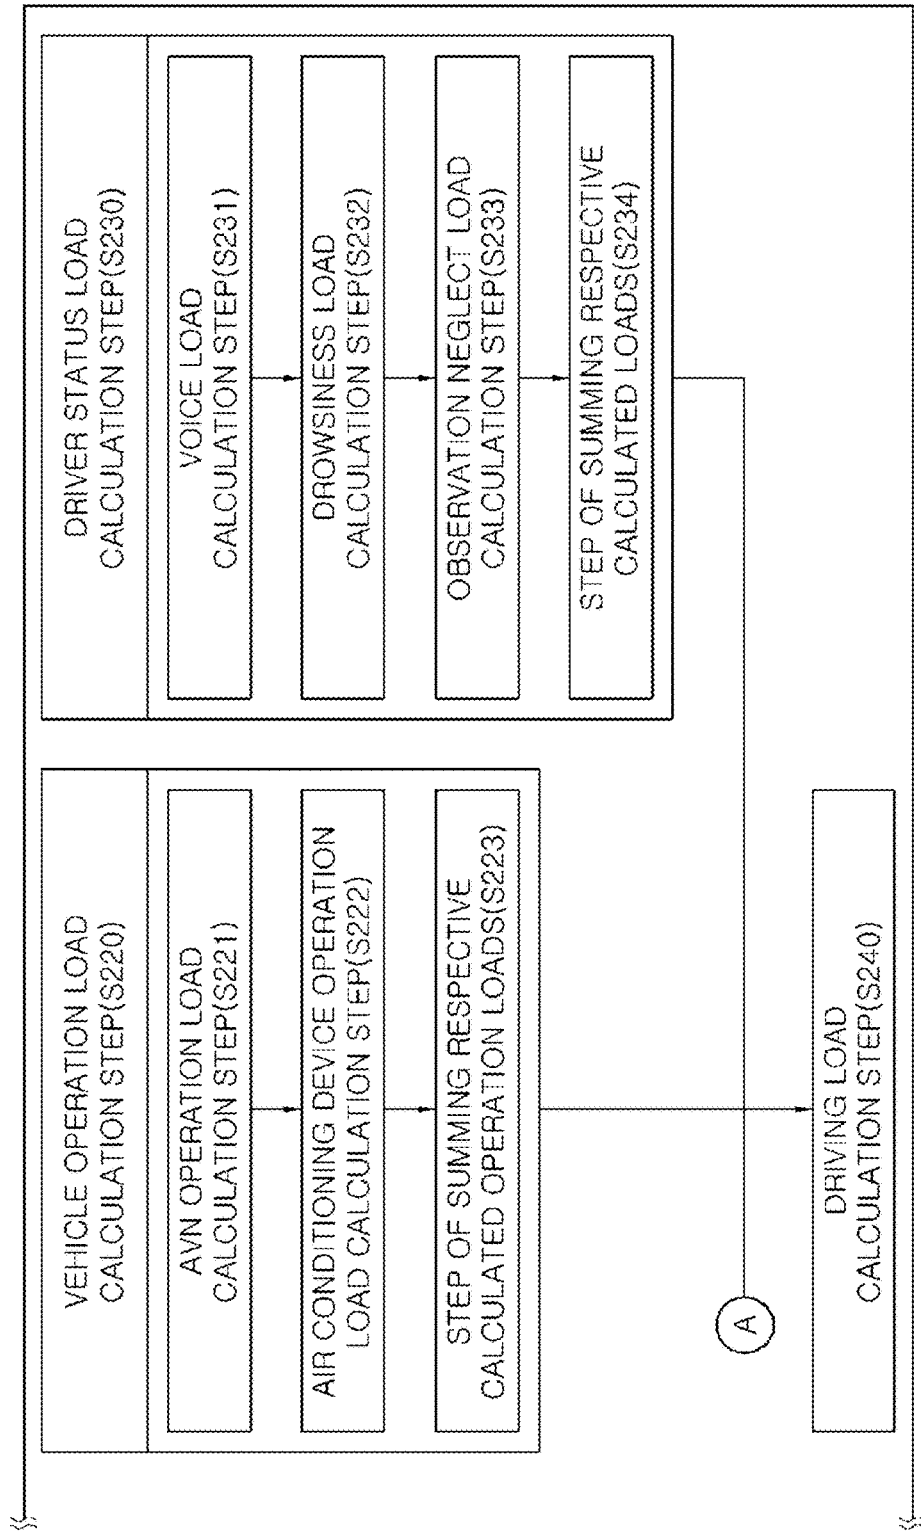 VEHICLE OPERATION LOAD
CALCULATION STEP(S220)
AVN OPERATION LOAD
CALCULATION STEP(S221)
AIR CONDITIONING DEVICE OPERATION
LOAD CALCULATION STEP(S222)
STEP OF SUMMING RESPECTIVE
CALCULATED OPERATION LOADS(S223)
DRIVER STATUS LOAD
CALCULATION STEP(S230)
VOICE LOAD
CALCULATION STEP(S231)
DROWSINESS LOAD
CALCULATION STEP(S232)
OBSERVATION NEGLECT LOAD
CALCULATION STEP(S233)
STEP OF SUMMING RESPECTIVE
CALCULATED LOADS(S234)
A
DRIVING LOAD
CALCULATION STEP(S240)